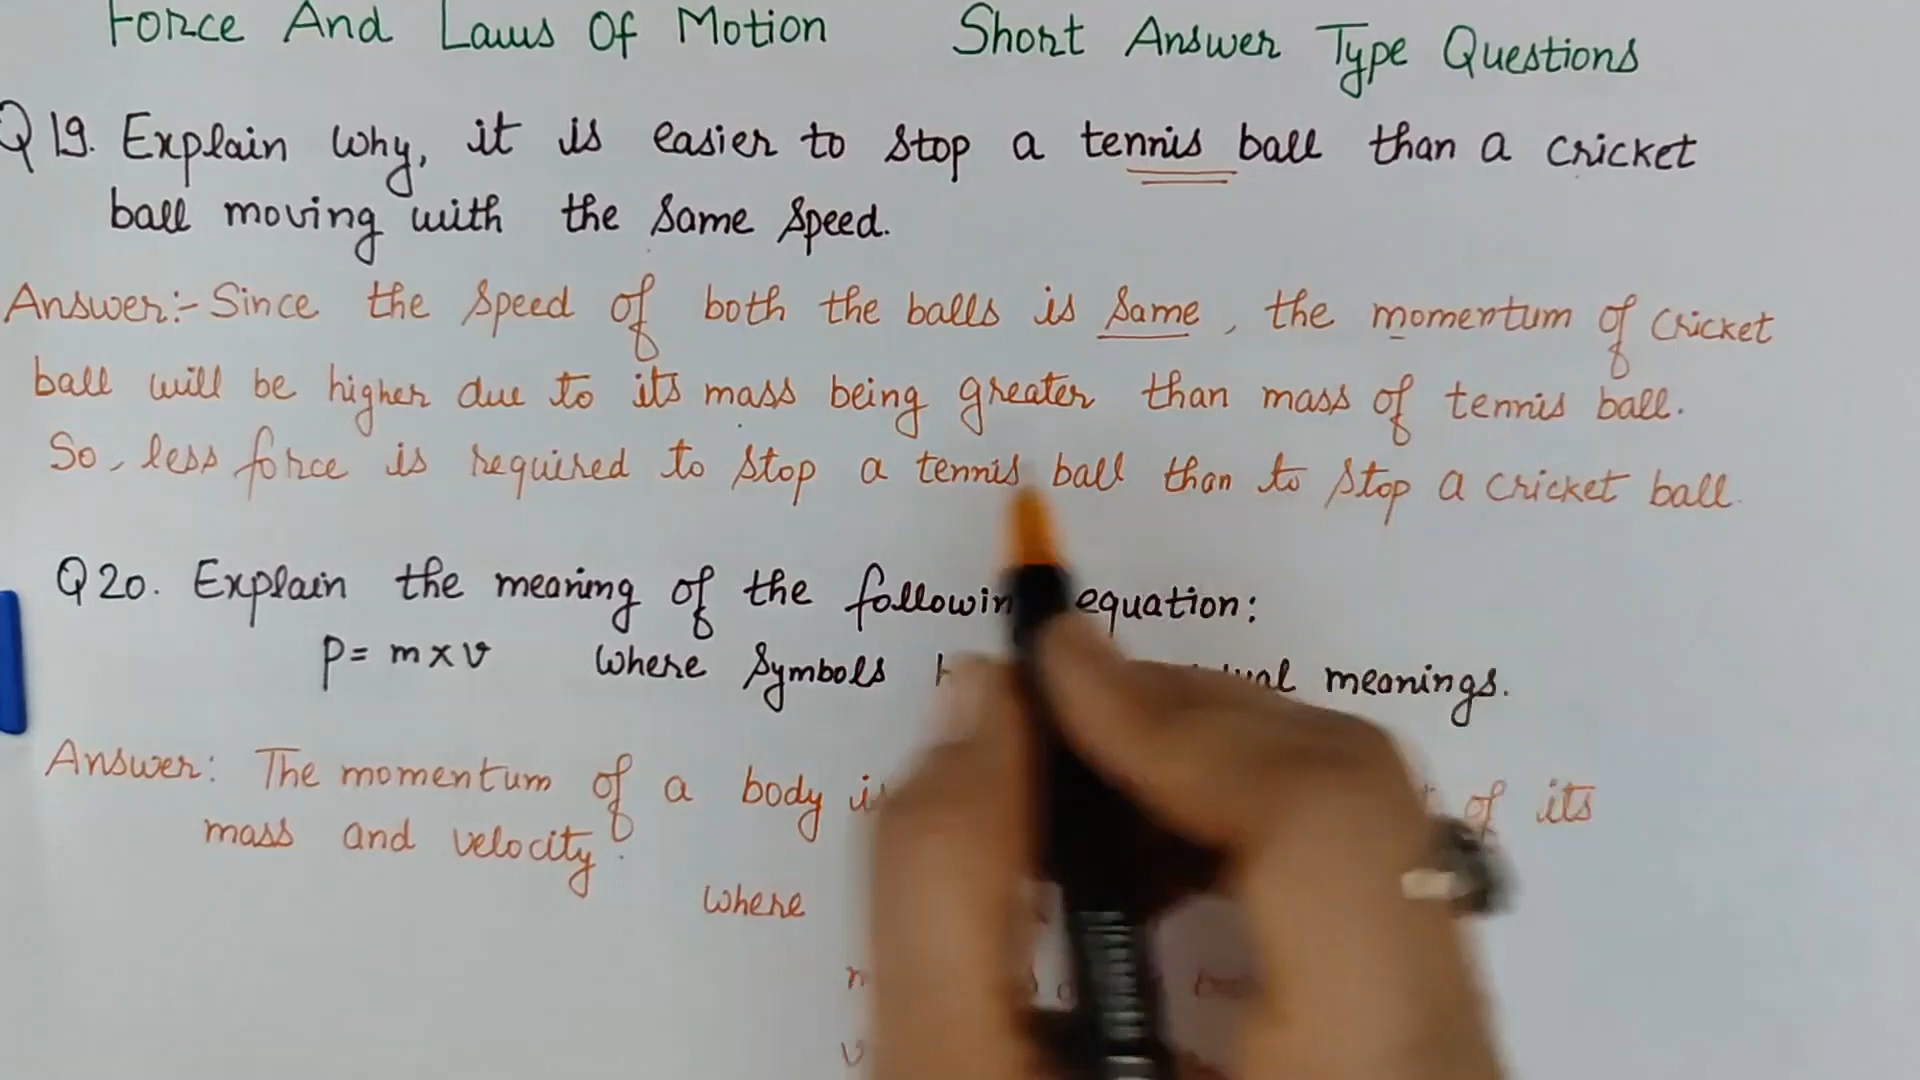 Force And Laws Of Motion Short Answer Type Questions
Q19. Explain why, it is easier to stop a tennis ball than a cricket
ball moving with the same speed.
Answer:- Since the speed of both the balls is same, the momentum of cricket
ball will be higher due to its mass being greater than mass of tennis ball.
So, less force is required to stop a tennis ball than to stop a cricket ball.
Q20. Explain the meaning of the following equation:
P = m x v where symbols meanings.
Answer: The momentum of a body is of its
mass and velocity.
where
m
v